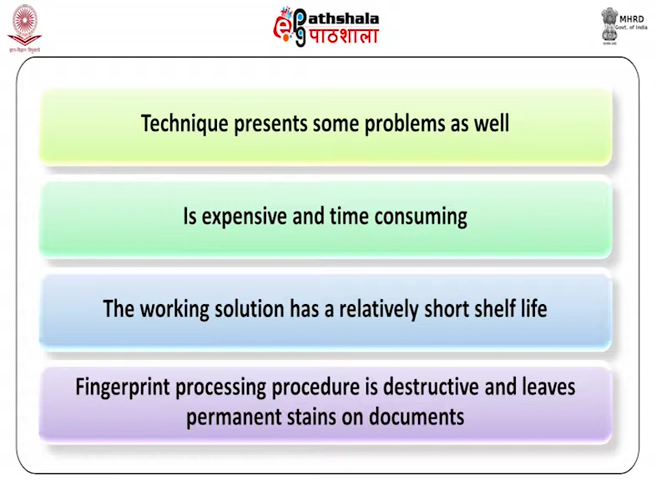 ePG athshala
पाठशाला
MHRD
Govt. of India
Technique presents some problems as well
Is expensive and time consuming
The working solution has a relatively short shelf life
Fingerprint processing procedure is destructive and leaves
permanent stains on documents